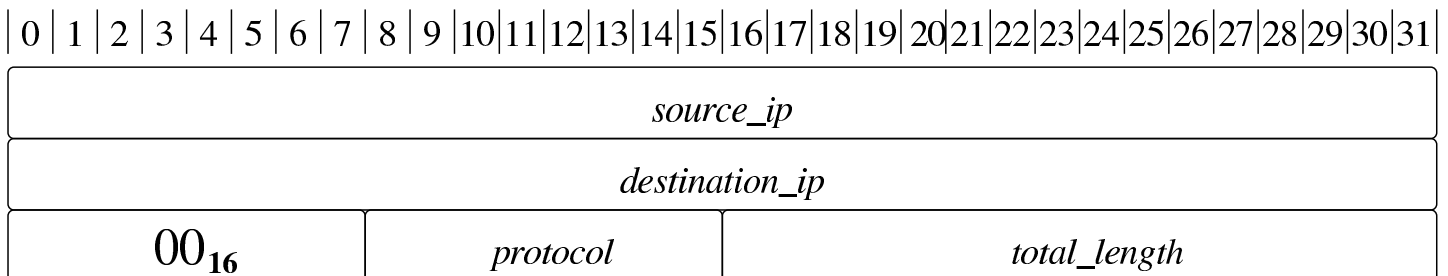 0 1 2 3 4 5 6 7 8 9 10 11 12 13 14 15 16 17 18 19 20 21 22 23 24 25 26 27 28 29 30 31
source_ip
destination_ip
00₁₆ protocol total_length